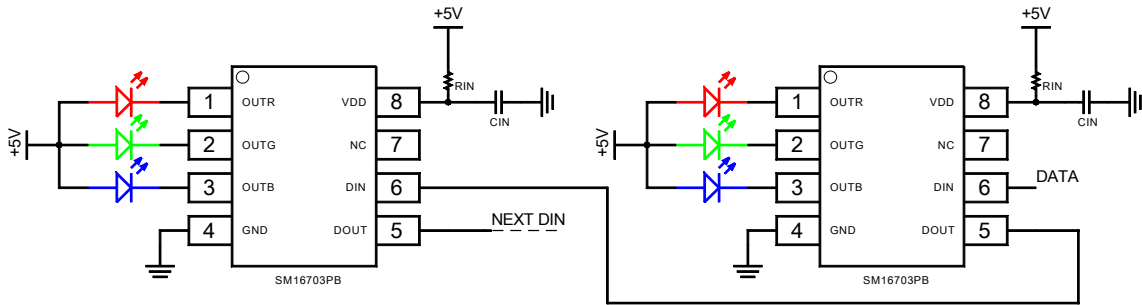 +5V
+5V
RIN
CIN
1 OUTR VDD 8
2 OUTG NC 7
3 OUTB DIN 6
4 GND DOUT 5
NEXT DIN
SM16703PB
+5V
+5V
RIN
CIN
1 OUTR VDD 8
2 OUTG NC 7
3 OUTB DIN 6
4 GND DOUT 5
DATA
SM16703PB